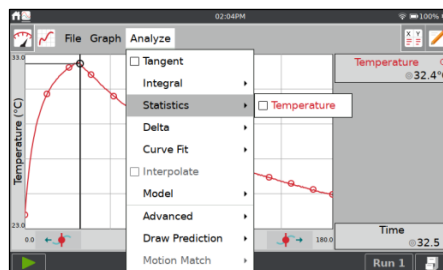 02:04PM 100%
File Graph Analyze X Y
33.0
Tangent
Integral
Statistics
Temperature
Delta
Curve Fit
Interpolate
Model
Advanced
Draw Prediction
Motion Match
Temperature (°C)
23.0
0.0
180.0
Temperature
32.4°
Time
32.5
Run 1